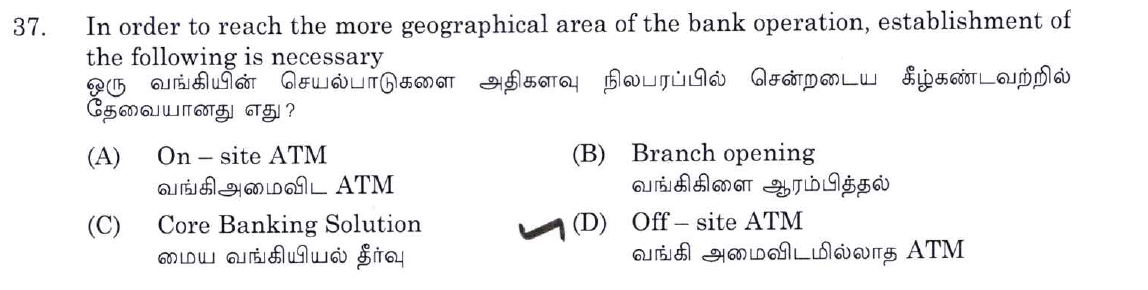 37. In order to reach the more geographical area of the bank operation, establishment of
the following is necessary
ஒரு வங்கியின் செயல்பாடுகளை அதிகளவு நிலபரப்பில் சென்றடைய கீழ்கண்டவற்றில்
தேவையானது எது?
(A) On – site ATM (B) Branch opening
வங்கிஅமைவிட ATM வங்கிகிளை ஆரம்பித்தல்
(C) Core Banking Solution (D) Off – site ATM
மைய வங்கியியல் தீர்வு வங்கி அமைவிடமில்லாத ATM